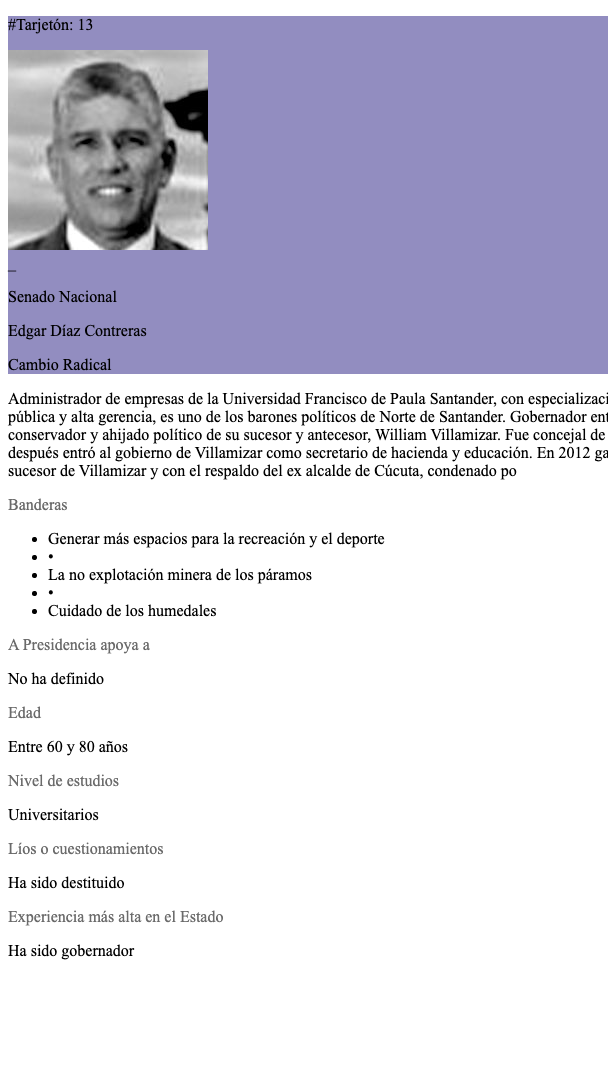 #Tarjetón: 13
_
Senado Nacional
Edgar Díaz Contreras
Cambio Radical
Administrador de empresas de la Universidad Francisco de Paula Santander, con especializaci
pública y alta gerencia, es uno de los barones políticos de Norte de Santander. Gobernador ent
conservador y ahijado político de su sucesor y antecesor, William Villamizar. Fue concejal de
después entró al gobierno de Villamizar como secretario de hacienda y educación. En 2012 ga
sucesor de Villamizar y con el respaldo del ex alcalde de Cúcuta, condenado po
Banderas
• Generar más espacios para la recreación y el deporte
• •
• La no explotación minera de los páramos
• •
• Cuidado de los humedales
A Presidencia apoya a
No ha definido
Edad
Entre 60 y 80 años
Nivel de estudios
Universitarios
Líos o cuestionamientos
Ha sido destituido
Experiencia más alta en el Estado
Ha sido gobernador